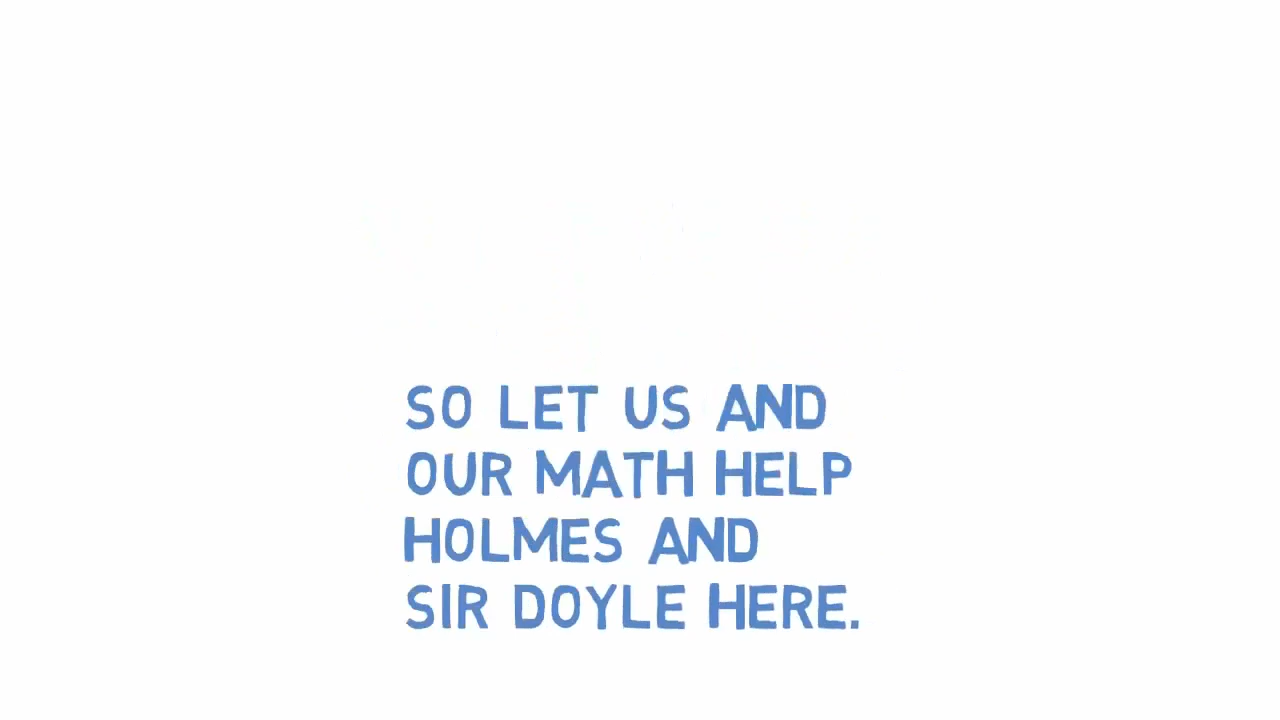 SO LET US AND
OUR MATH HELP
HOLMES AND
SIR DOYLE HERE.